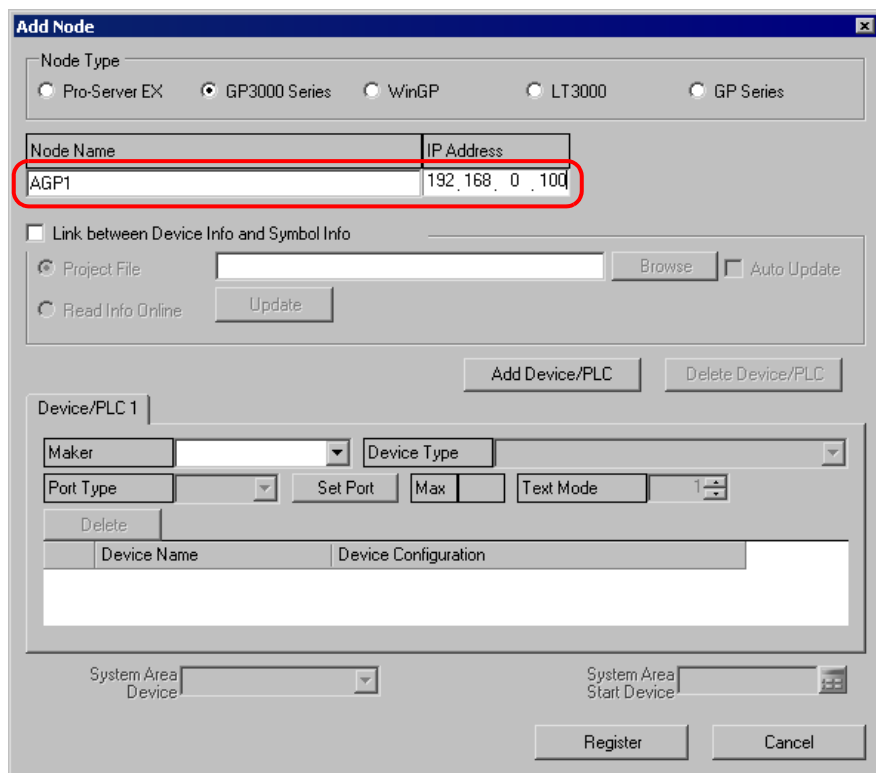 Add Node
Node Type
Pro-Server EX GP3000 Series WinGP LT3000 GP Series
Node Name IP Address
AGP1 192.168. 0 .100
Link between Device Info and Symbol Info
Project File Browse Auto Update
Read Info Online Update
Add Device/PLC Delete Device/PLC
Device/PLC 1
Maker Device Type
Port Type Set Port Max Text Mode 1
Delete
Device Name Device Configuration
System Area Device System Area Start Device
Register Cancel